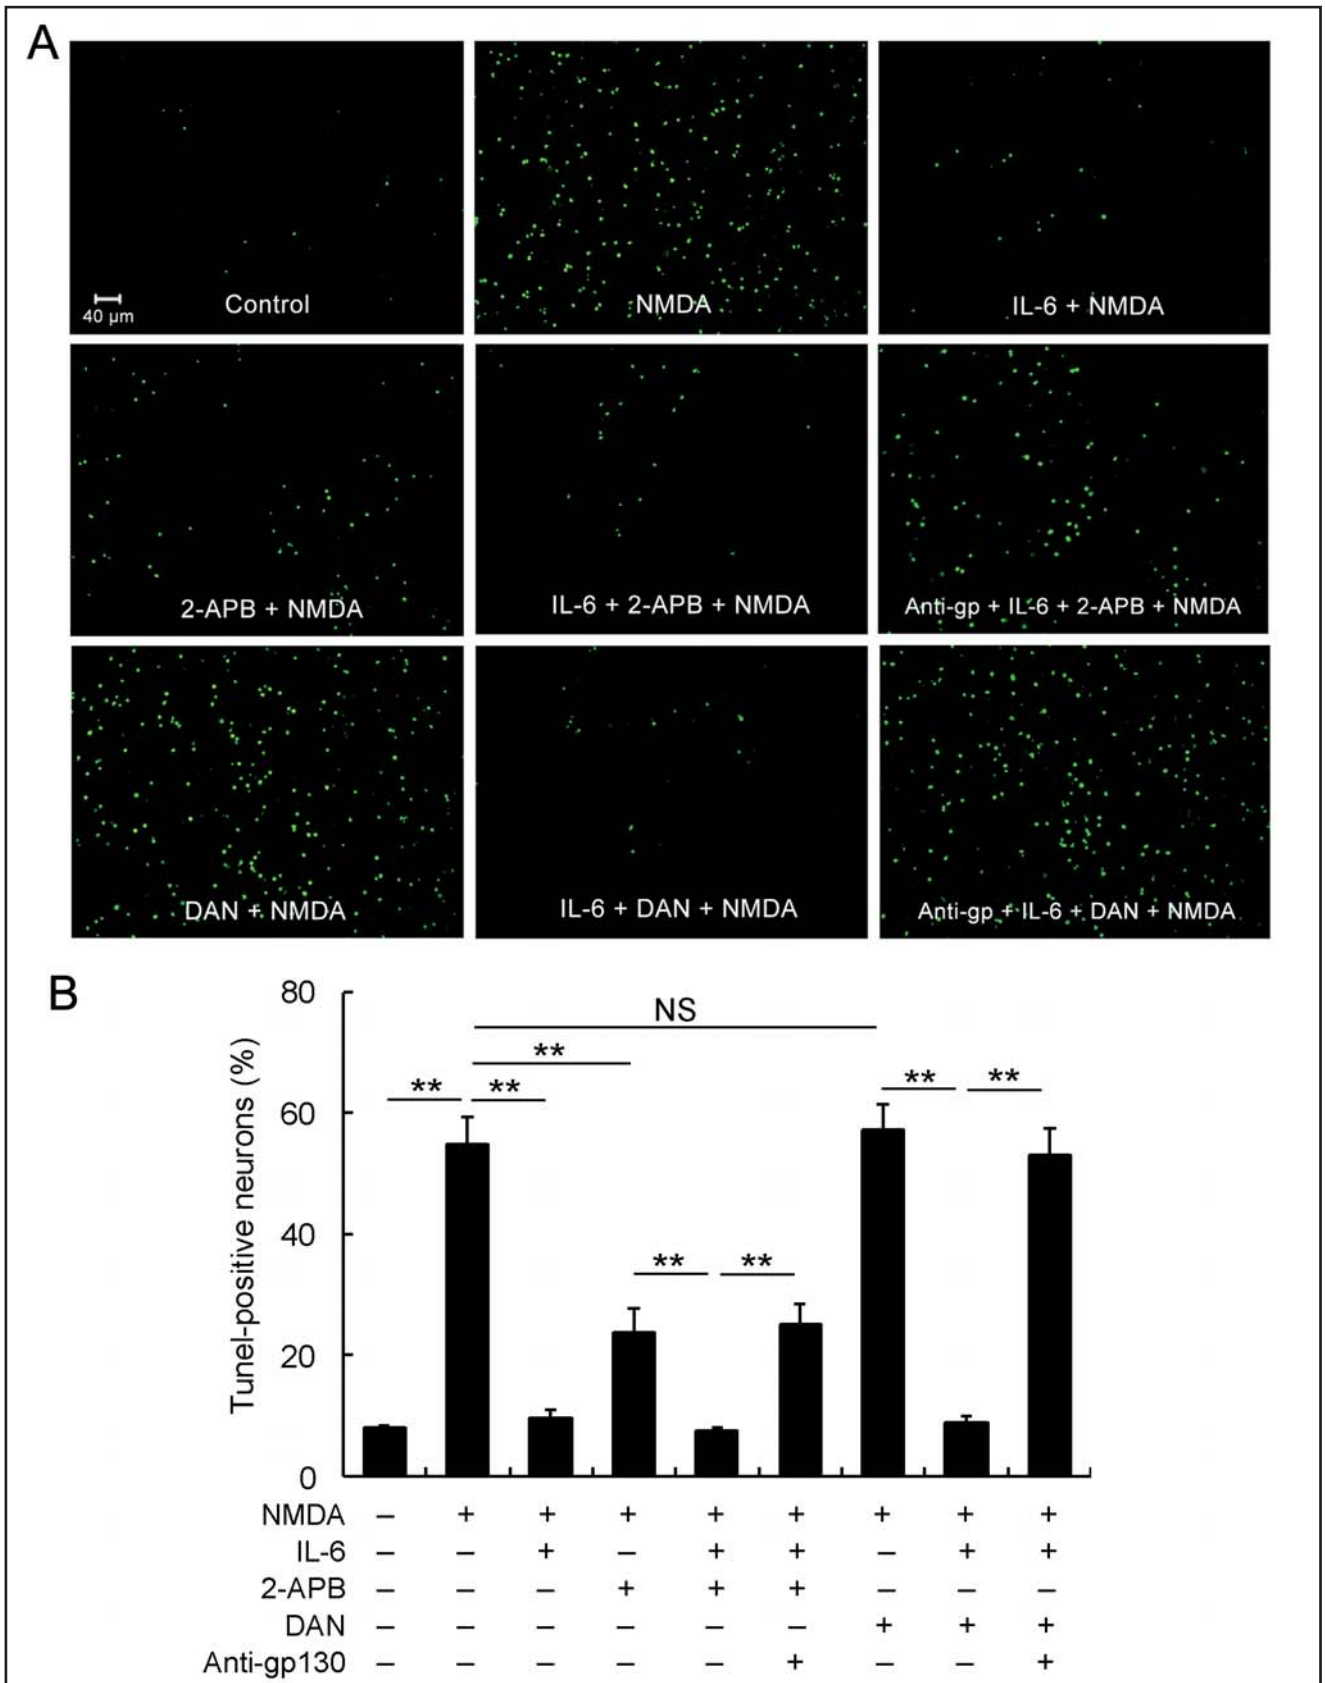 A
Control
40 µm
NMDA
IL-6 + NMDA
2-APB + NMDA
IL-6 + 2-APB + NMDA
Anti-gp + IL-6 + 2-APB + NMDA
DAN + NMDA
IL-6 + DAN + NMDA
Anti-gp + IL-6 + DAN + NMDA
B
Tunel-positive neurons (%)
80
60
40
20
0
NS
**
** **
** **
** **
NMDA – + + + + + + + +
IL-6 – – + – + + – + +
2-APB – – – + + + – – –
DAN – – – – – – + + +
Anti-gp130 – – – – – + – – +